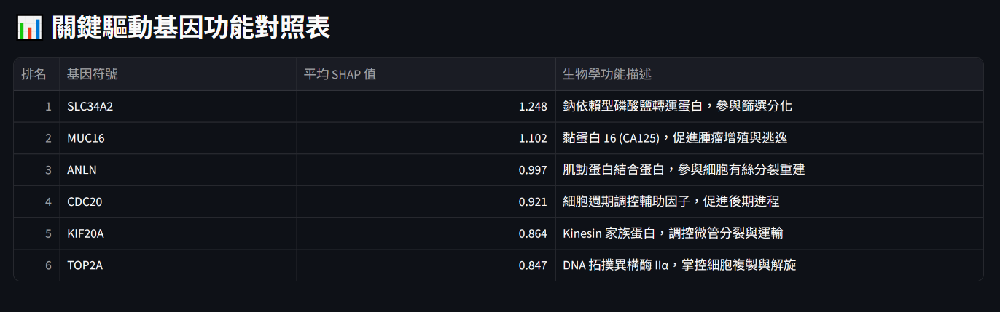 關鍵驅動基因功能對照表
排名 基因符號 平均 SHAP 值 生物學功能描述
1 SLC34A2 1.248 鈉依賴型磷酸鹽轉運蛋白，參與篩選分化
2 MUC16 1.102 黏蛋白 16 (CA125)，促進腫瘤增殖與逃逸
3 ANLN 0.997 肌動蛋白結合蛋白，參與細胞有絲分裂重建
4 CDC20 0.921 細胞週期調控輔助因子，促進後期進程
5 KIF20A 0.864 Kinesin 家族蛋白，調控微管分裂與運輸
6 TOP2A 0.847 DNA 拓撲異構酶 IIα，掌控細胞複製與解旋